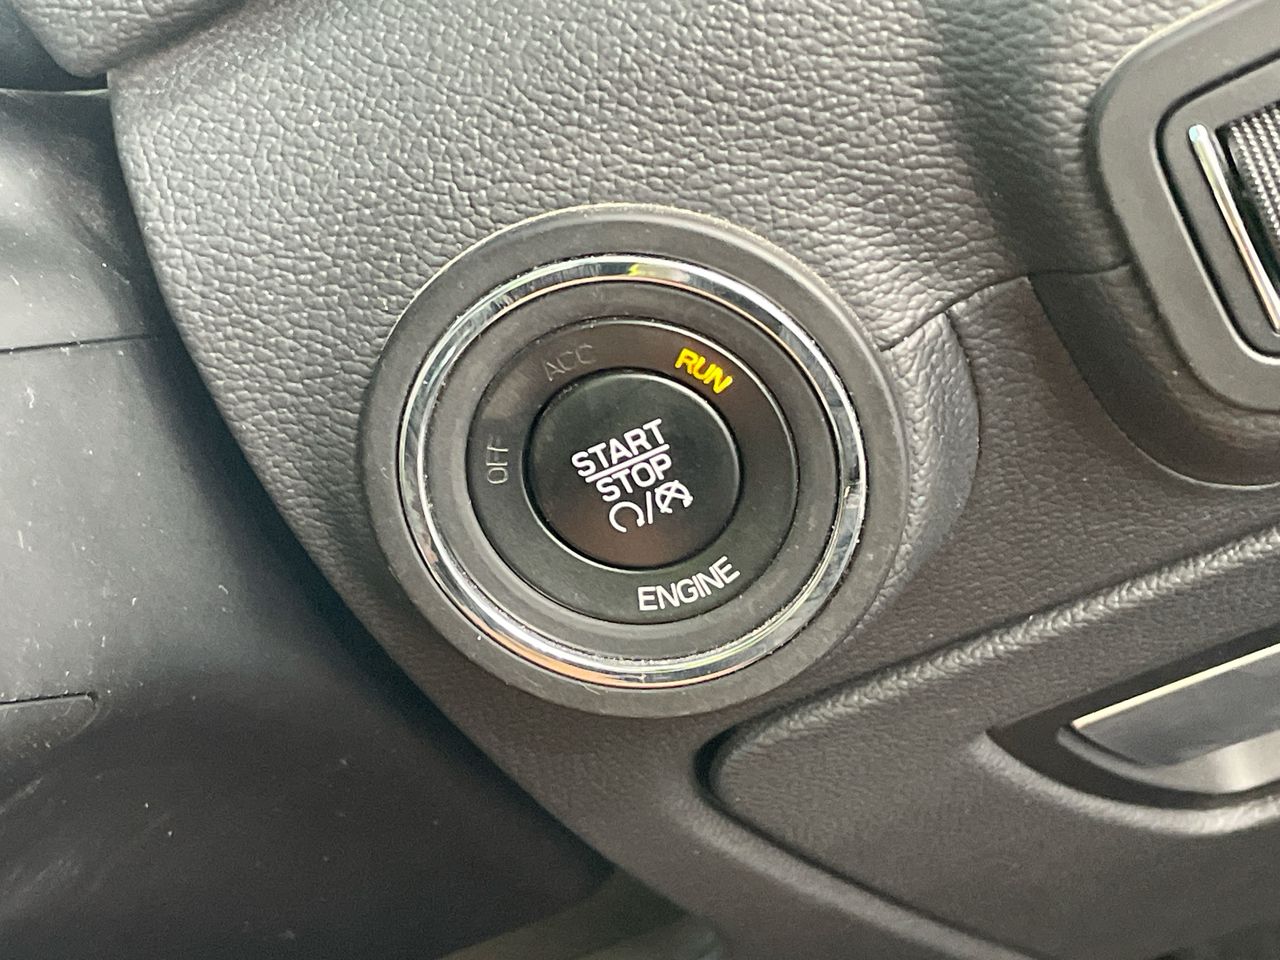 ACC
RUN
OFF
START
STOP
ENGINE